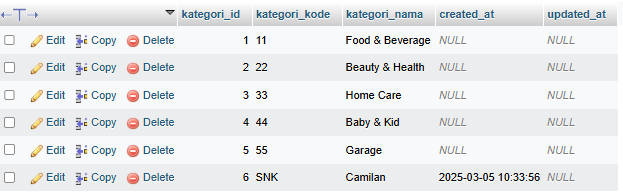 kategori_id kategori_kode kategori_nama created_at updated_at
Edit Copy Delete 1 11 Food & Beverage NULL NULL
Edit Copy Delete 2 22 Beauty & Health NULL NULL
Edit Copy Delete 3 33 Home Care NULL NULL
Edit Copy Delete 4 44 Baby & Kid NULL NULL
Edit Copy Delete 5 55 Garage NULL NULL
Edit Copy Delete 6 SNK Camilan 2025-03-05 10:33:56 NULL